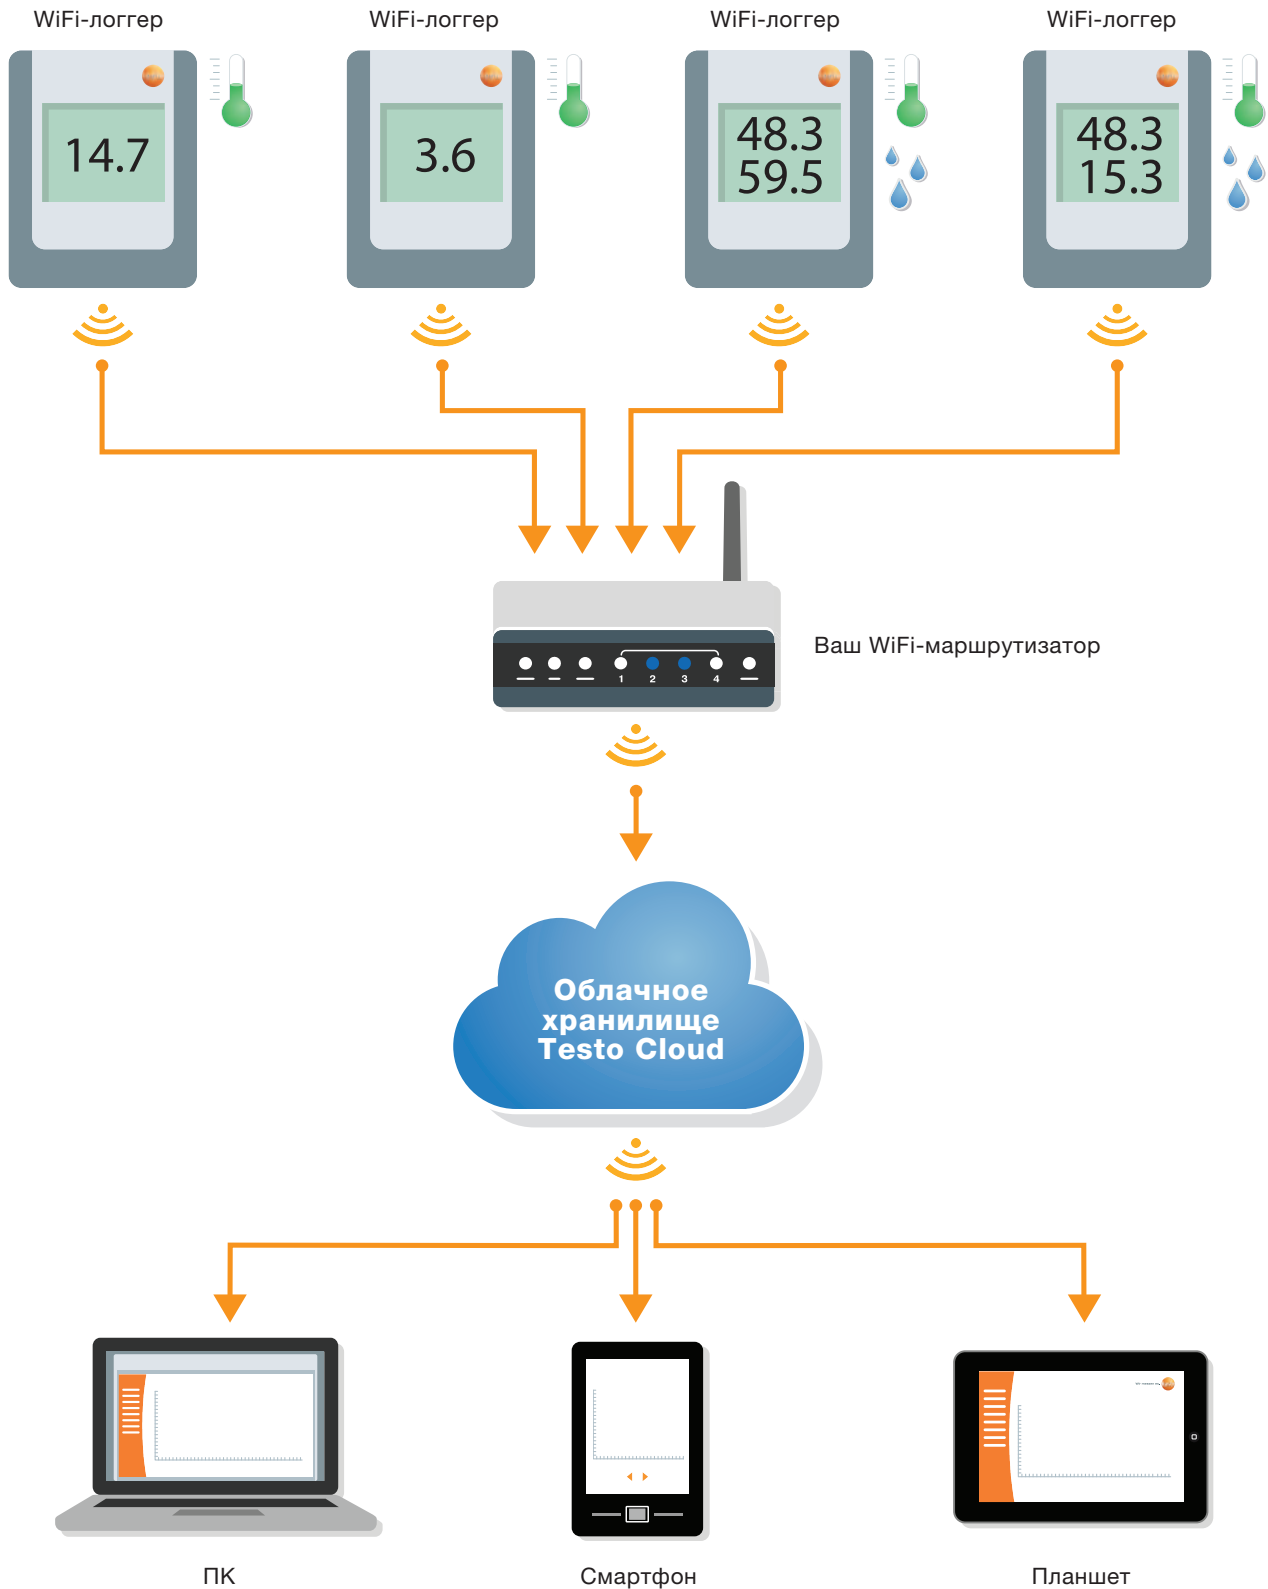 WiFi-логгер
WiFi-логгер
WiFi-логгер
WiFi-логгер
14.7
3.6
48.3
59.5
48.3
15.3
Ваш WiFi-маршрутизатор
1 2 3 4
Облачное
хранилище
Testo Cloud
ПК
Смартфон
Планшет